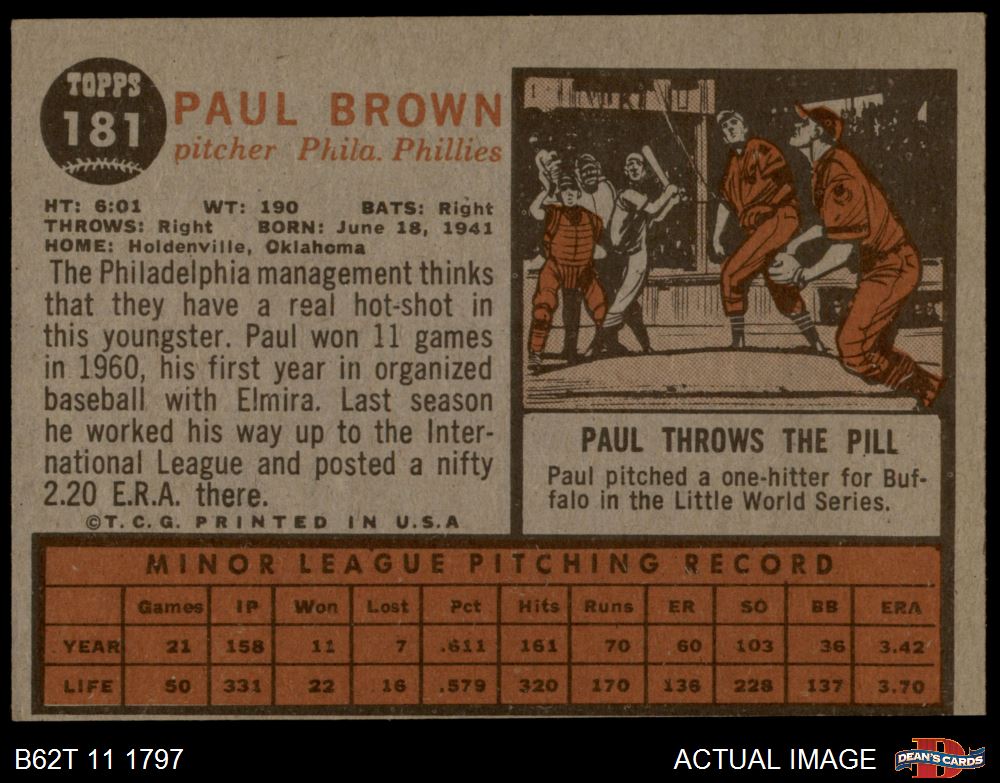 TOPPS
181
PAUL BROWN
pitcher Phila. Phillies
HT: 6:01 WT: 190 BATS: Right
THROWS: Right BORN: June 18, 1941
HOME: Holdenville, Oklahoma
The Philadelphia management thinks
that they have a real hot-shot in
this youngster. Paul won 11 games
in 1960, his first year in organized
baseball with Elmira. Last season
he worked his way up to the Inter-
national League and posted a nifty
2.20 E.R.A. there.
©T.C.G. PRINTED IN U.S.A
PAUL THROWS THE PILL
Paul pitched a one-hitter for Buf-
falo in the Little World Series.
MINOR LEAGUE PITCHING RECORD
Games IP Won Lost Pct Hits Runs ER SO BB ERA
YEAR 21 158 11 7 .611 161 70 60 103 36 3.42
LIFE 50 331 22 16 .579 320 170 136 228 137 3.70
B62T 11 1797
ACTUAL IMAGE
D
DEAN'S CARDS